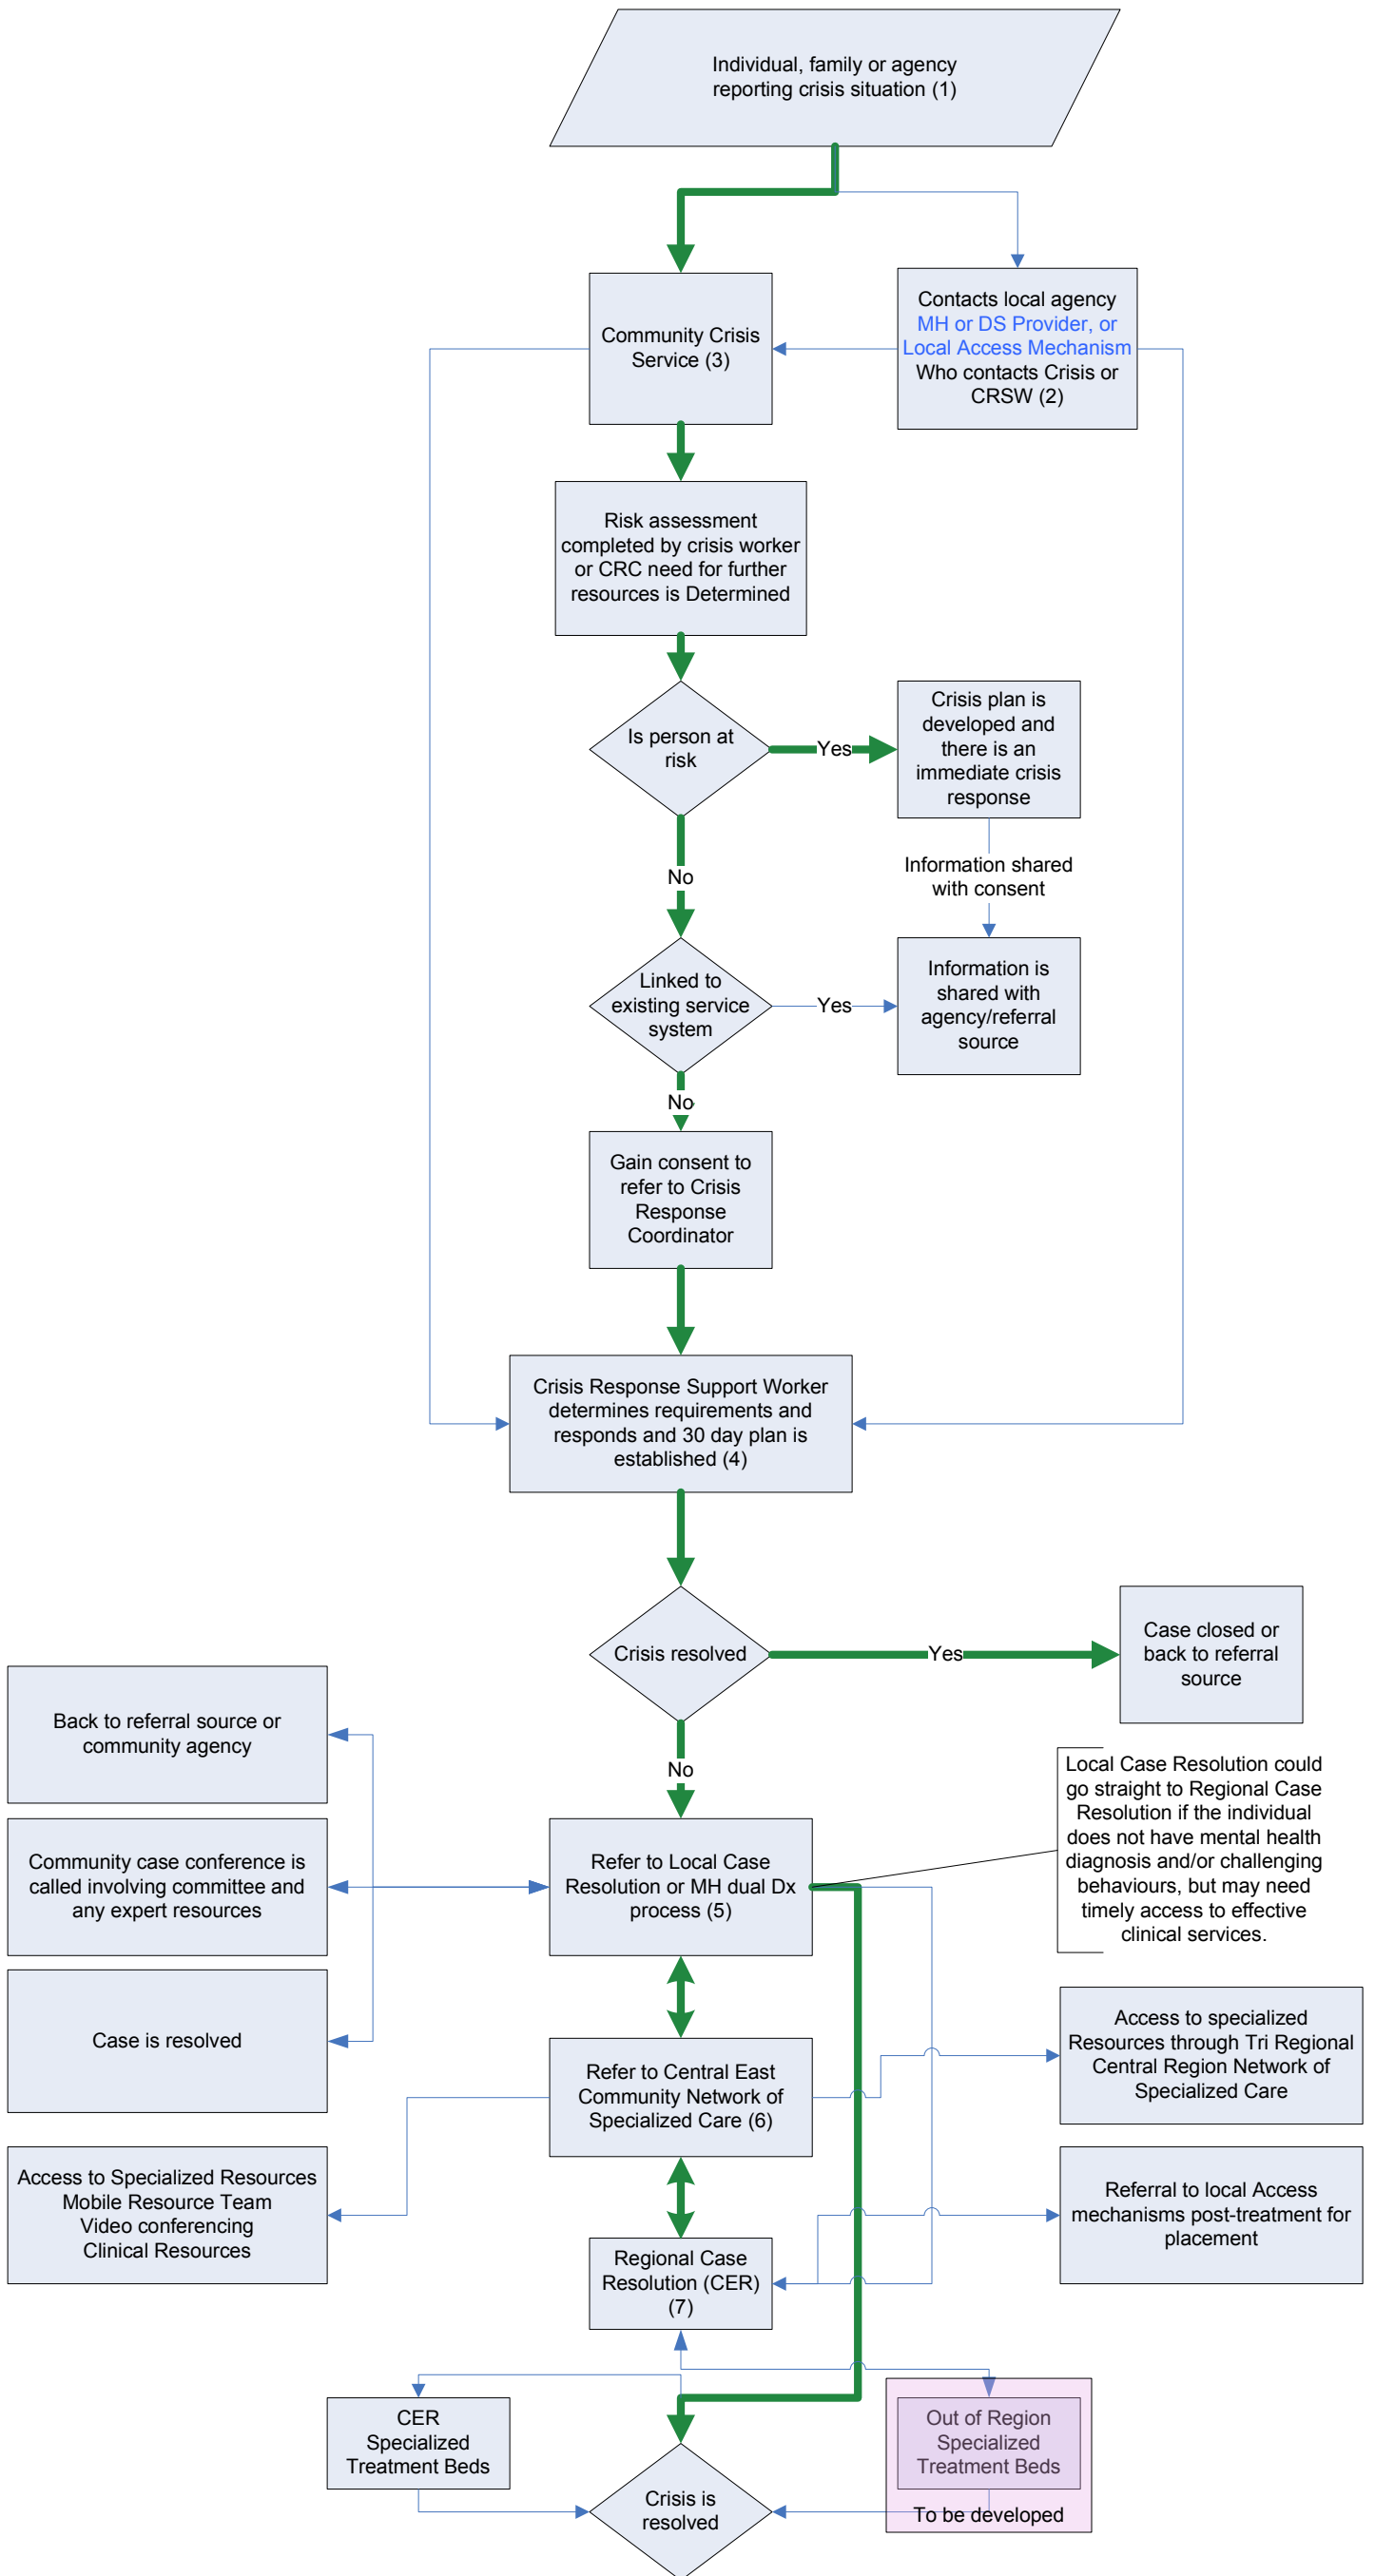 Individual, family or agency
reporting crisis situation (1)
Contacts local agency
MH or DS Provider, or
Local Access Mechanism
Who contacts Crisis or
CRSW (2)
Community Crisis
Service (3)
Risk assessment
completed by crisis worker
or CRC need for further
resources is Determined
Is person at
risk
Yes
Crisis plan is
developed and
there is an
immediate crisis
response
Information shared
with consent
No
Linked to
existing service
system
Yes
Information is
shared with
agency/referral
source
No
Gain consent to
refer to Crisis
Response
Coordinator
Crisis Response Support Worker
determines requirements and
responds and 30 day plan is
established (4)
Crisis resolved
Yes
Case closed or
back to referral
source
No
Back to referral source or
community agency
Local Case Resolution could
go straight to Regional Case
Resolution if the individual
does not have mental health
diagnosis and/or challenging
behaviours, but may need
timely access to effective
clinical services.
Community case conference is
called involving committee and
any expert resources
Refer to Local Case
Resolution or MH dual Dx
process (5)
Case is resolved
Refer to Central East
Community Network of
Specialized Care (6)
Access to specialized
Resources through Tri Regional
Central Region Network of
Specialized Care
Access to Specialized Resources
Mobile Resource Team
Video conferencing
Clinical Resources
Referral to local Access
mechanisms post-treatment for
placement
Regional Case
Resolution (CER)
(7)
CER
Specialized
Treatment Beds
Out of Region
Specialized
Treatment Beds
To be developed
Crisis is
resolved